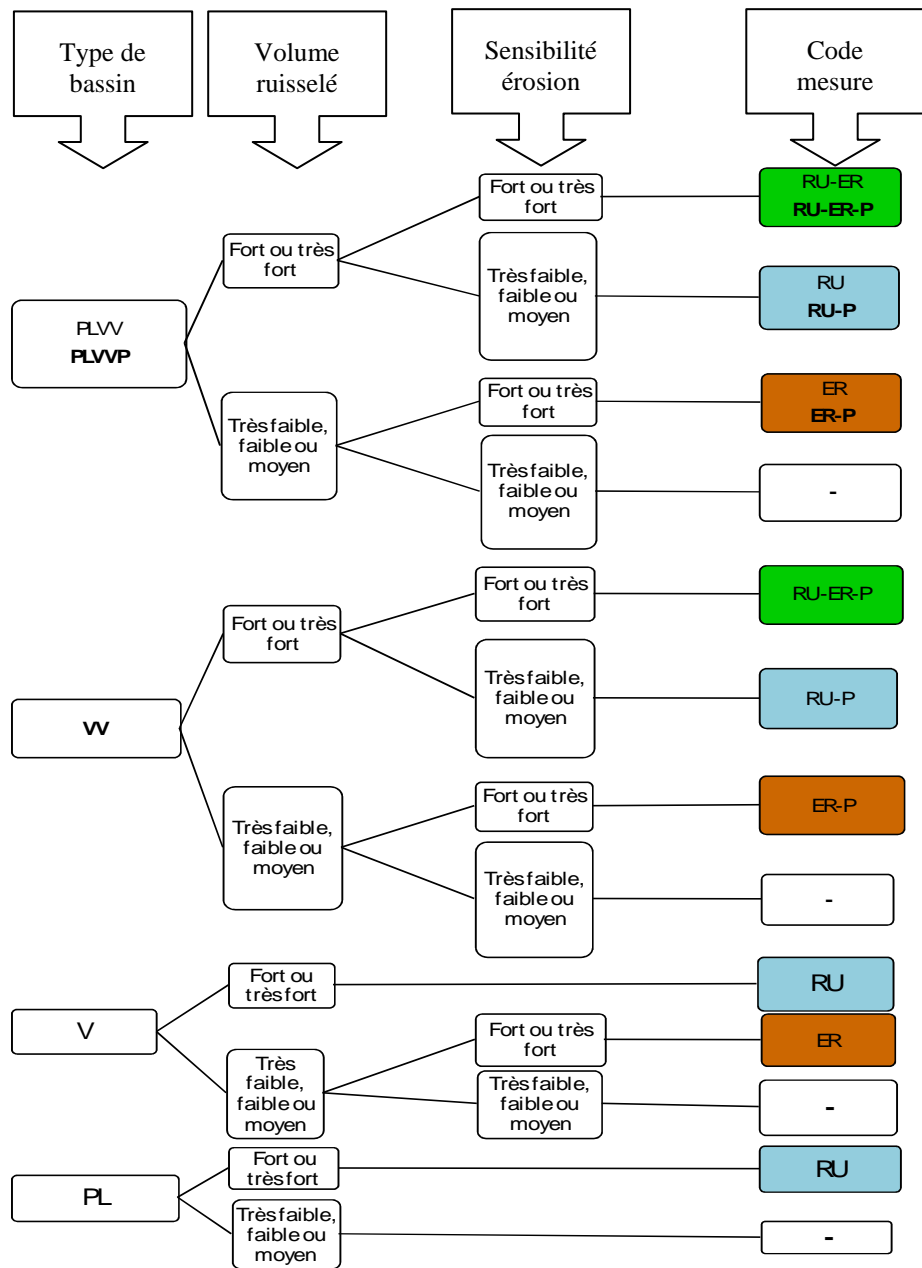 Type de
bassin
Volume
ruisselé
Sensibilité
érosion
Code
mesure
PLVV
PLVVP
Fort ou très
fort
Fort ou très
fort
RU-ER
RU-ER-P
Très faible,
faible ou
moyen
RU
RU-P
Très faible,
faible ou
moyen
Fort ou très
fort
ER
ER-P
Très faible,
faible ou
moyen
-
VV
Fort ou très
fort
Fort ou très
fort
RU-ER-P
Très faible,
faible ou
moyen
RU-P
Très faible,
faible ou
moyen
Fort ou très
fort
ER-P
Très faible,
faible ou
moyen
-
V
Fort ou
très fort
RU
Très
faible,
faible ou
moyen
Fort ou très
fort
ER
Très faible,
faible ou
moyen
-
PL
Fort ou
très fort
RU
Très faible,
faible ou
moyen
-